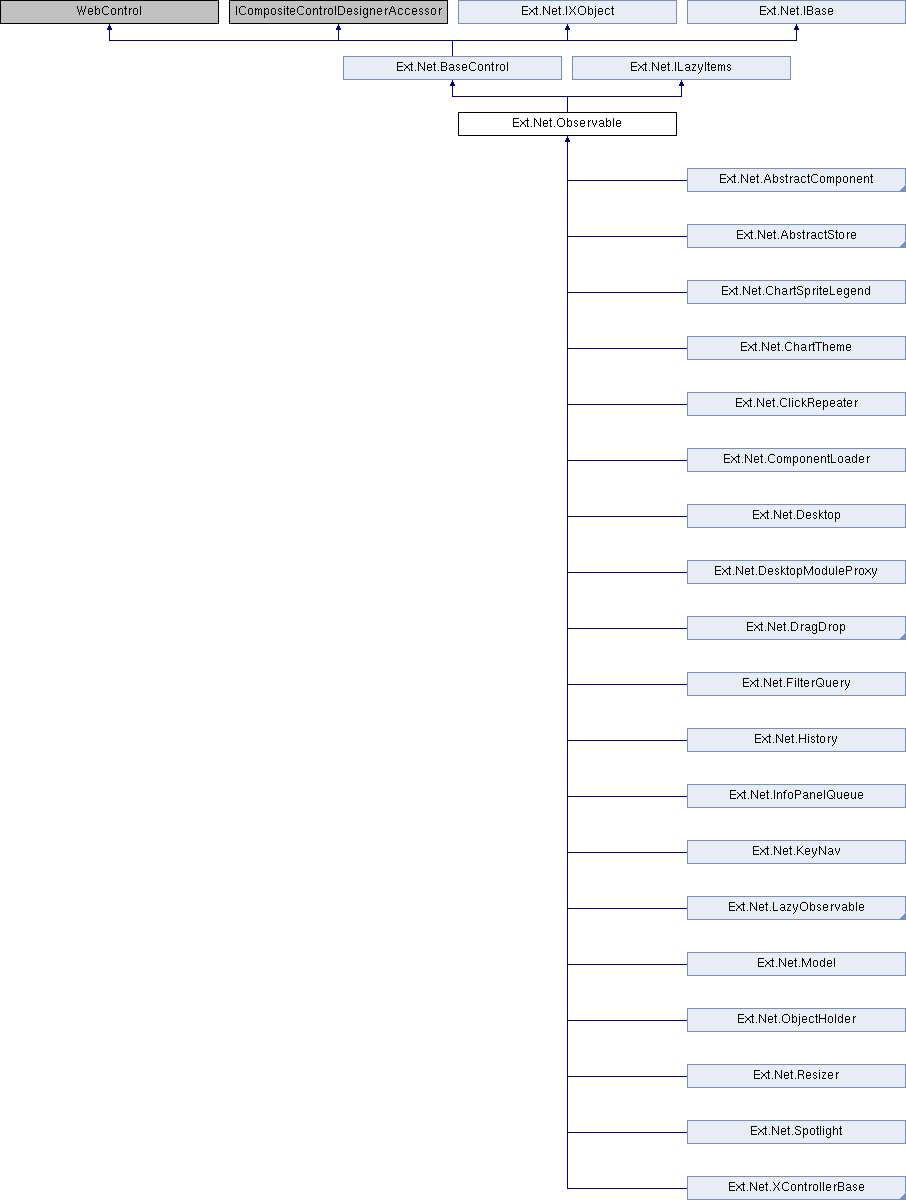 WebControl
ICompositeControlDesignerAccessor
Ext.Net.IXObject
Ext.Net.IBase
Ext.Net.BaseControl
Ext.Net.ILazyItems
Ext.Net.Observable
Ext.Net.AbstractComponent
Ext.Net.AbstractStore
Ext.Net.ChartSpriteLegend
Ext.Net.ChartTheme
Ext.Net.ClickRepeater
Ext.Net.ComponentLoader
Ext.Net.Desktop
Ext.Net.DesktopModuleProxy
Ext.Net.DragDrop
Ext.Net.FilterQuery
Ext.Net.History
Ext.Net.InfoPanelQueue
Ext.Net.KeyNav
Ext.Net.LazyObservable
Ext.Net.Model
Ext.Net.ObjectHolder
Ext.Net.Resizer
Ext.Net.Spotlight
Ext.Net.XControllerBase